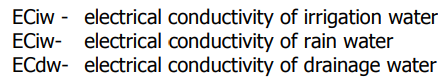 ECiw - electrical conductivity of irrigation water
ECiw- electrical conductivity of rain water
ECdw- electrical conductivity of drainage water